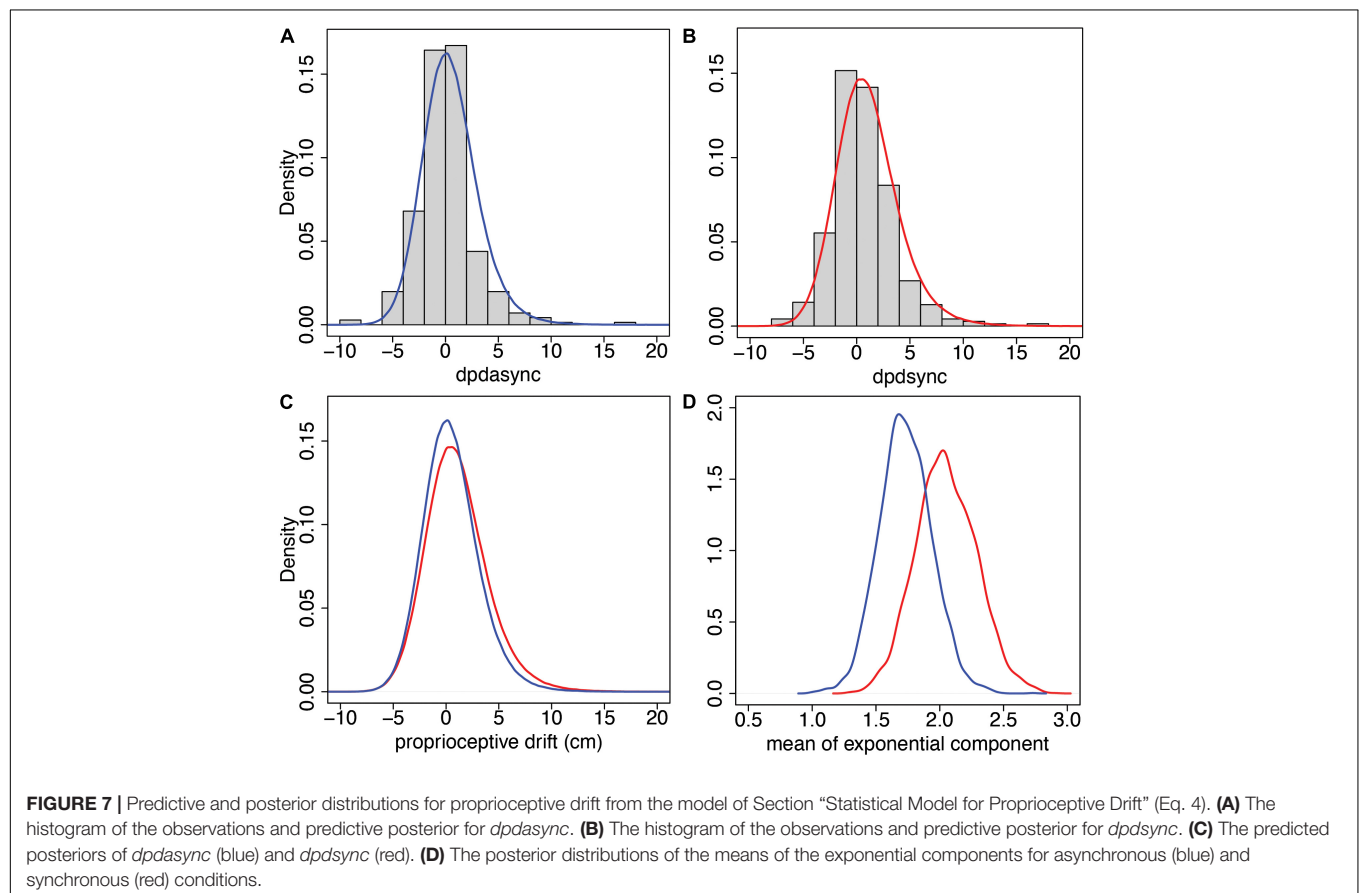 A
0.00 0.05 0.10 0.15
Density
−10 −5 0 5 10 15 20
dpdasync
B
0.00 0.05 0.10 0.15
−10 −5 0 5 10 15 20
dpdsync
C
0.00 0.05 0.10 0.15
Density
−10 −5 0 5 10 15 20
proprioceptive drift (cm)
D
0.0 0.5 1.0 1.5 2.0
0.5 1.0 1.5 2.0 2.5 3.0
mean of exponential component
FIGURE 7 | Predictive and posterior distributions for proprioceptive drift from the model of Section “Statistical Model for Proprioceptive Drift” (Eq. 4). (A) The
histogram of the observations and predictive posterior for dpdasync. (B) The histogram of the observations and predictive posterior for dpdsync. (C) The predicted
posteriors of dpdasync (blue) and dpdsync (red). (D) The posterior distributions of the means of the exponential components for asynchronous (blue) and
synchronous (red) conditions.